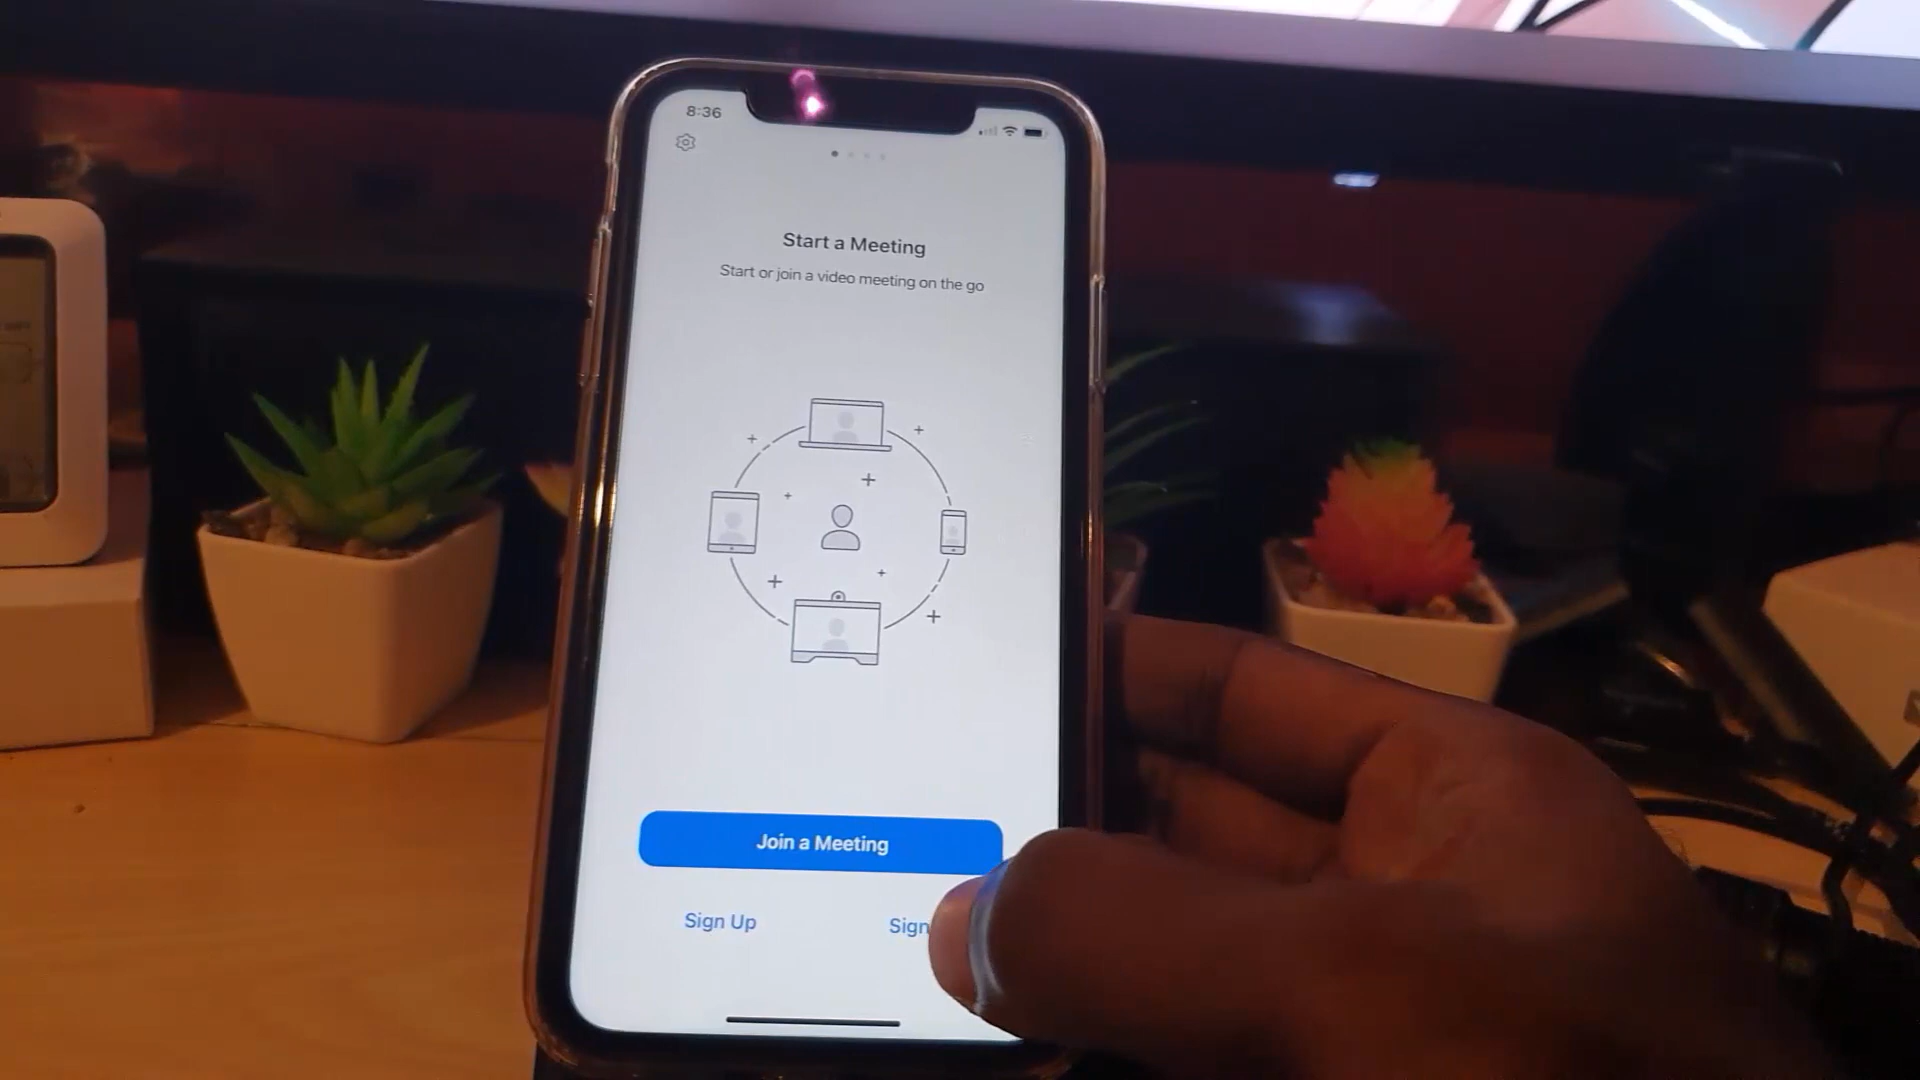 8:36
Start a Meeting
Start or join a video meeting on the go
Join a Meeting
Sign Up
Sign